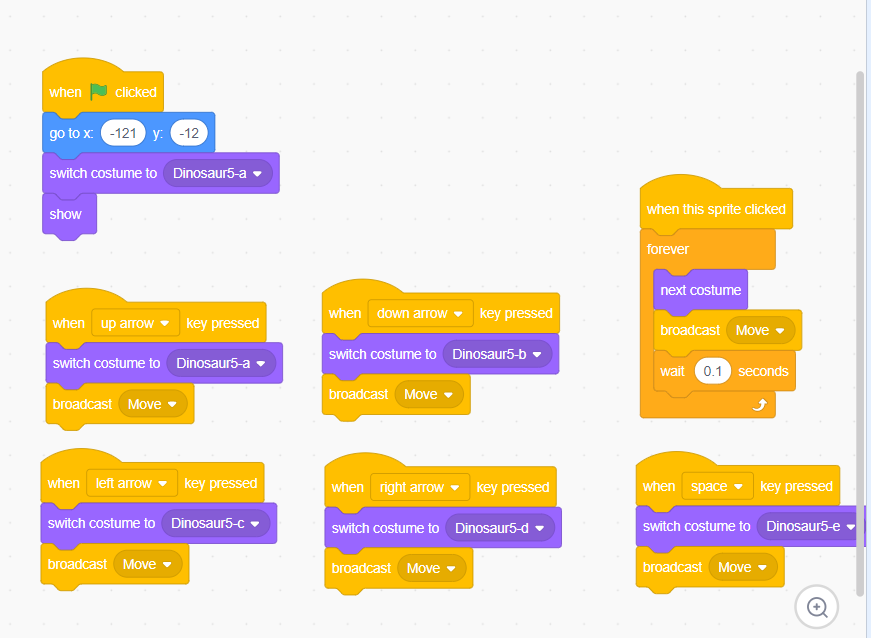 when clicked
go to x: -121 y: -12
switch costume to Dinosaur5-a
show
when this sprite clicked
forever
next costume
broadcast Move
wait 0.1 seconds
when up arrow key pressed
switch costume to Dinosaur5-a
broadcast Move
when down arrow key pressed
switch costume to Dinosaur5-b
broadcast Move
when left arrow key pressed
switch costume to Dinosaur5-c
broadcast Move
when right arrow key pressed
switch costume to Dinosaur5-d
broadcast Move
when space key pressed
switch costume to Dinosaur5-e
broadcast Move